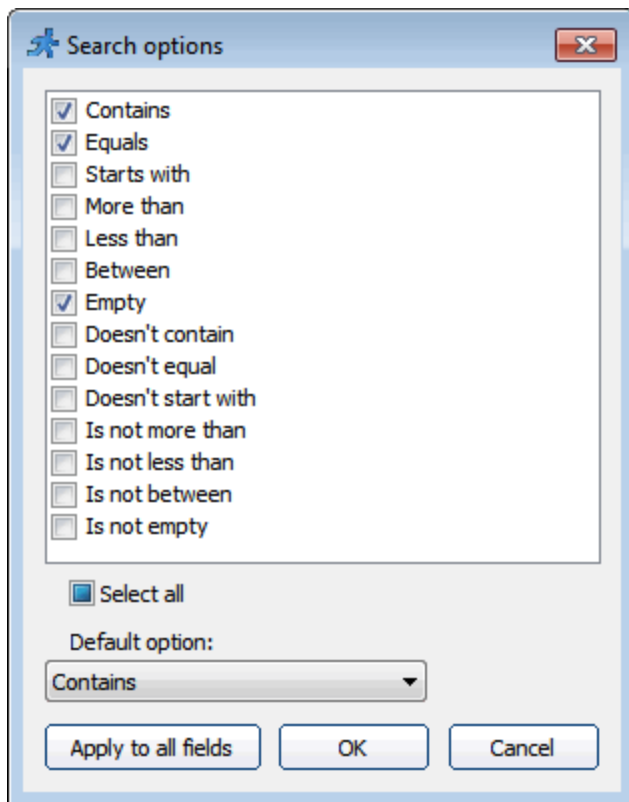 Search options
Contains
Equals
Starts with
More than
Less than
Between
Empty
Doesn't contain
Doesn't equal
Doesn't start with
Is not more than
Is not less than
Is not between
Is not empty
Select all
Default option:
Contains
Apply to all fields OK Cancel